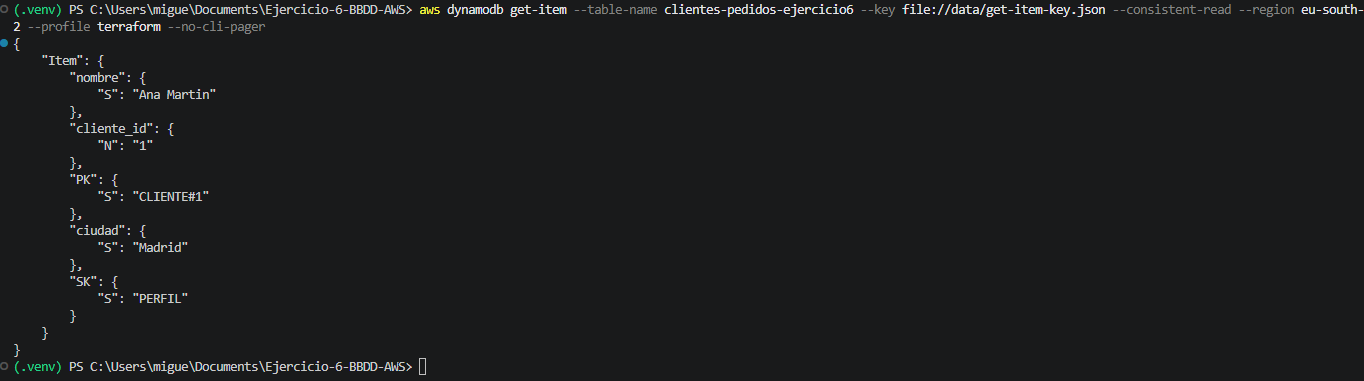 (.venv) PS C:\Users\migue\Documents\Ejercicio-6-BBDD-AWS> aws dynamodb get-item --table-name clientes-pedidos-ejercicio6 --key file://data/get-item-key.json --consistent-read --region eu-south-
2 --profile terraform --no-cli-pager
{
    "Item": {
        "nombre": {
            "S": "Ana Martin"
        },
        "cliente_id": {
            "N": "1"
        },
        "PK": {
            "S": "CLIENTE#1"
        },
        "ciudad": {
            "S": "Madrid"
        },
        "SK": {
            "S": "PERFIL"
        }
    }
}
(.venv) PS C:\Users\migue\Documents\Ejercicio-6-BBDD-AWS>